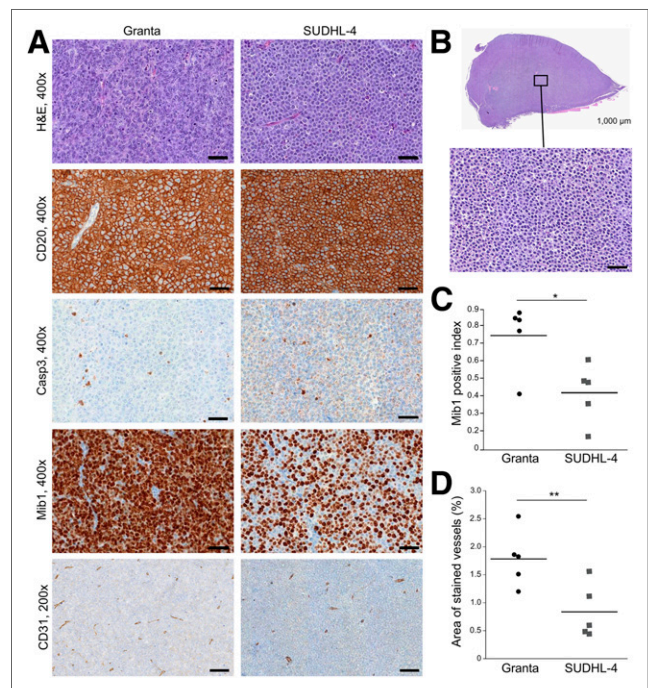 A
Granta
SUDHL-4
H&E, 400x
CD20, 400x
Casp3, 400x
Mib1, 400x
CD31, 200x
B
1,000 µm
C
Mib1 positive index
0.9
0.8
0.7
0.6
0.5
0.4
0.3
0.2
0
*
Granta
SUDHL-4
D
Area of stained vessels (%)
3.0
2.5
2.0
1.5
1.0
0.5
0
**
Granta
SUDHL-4